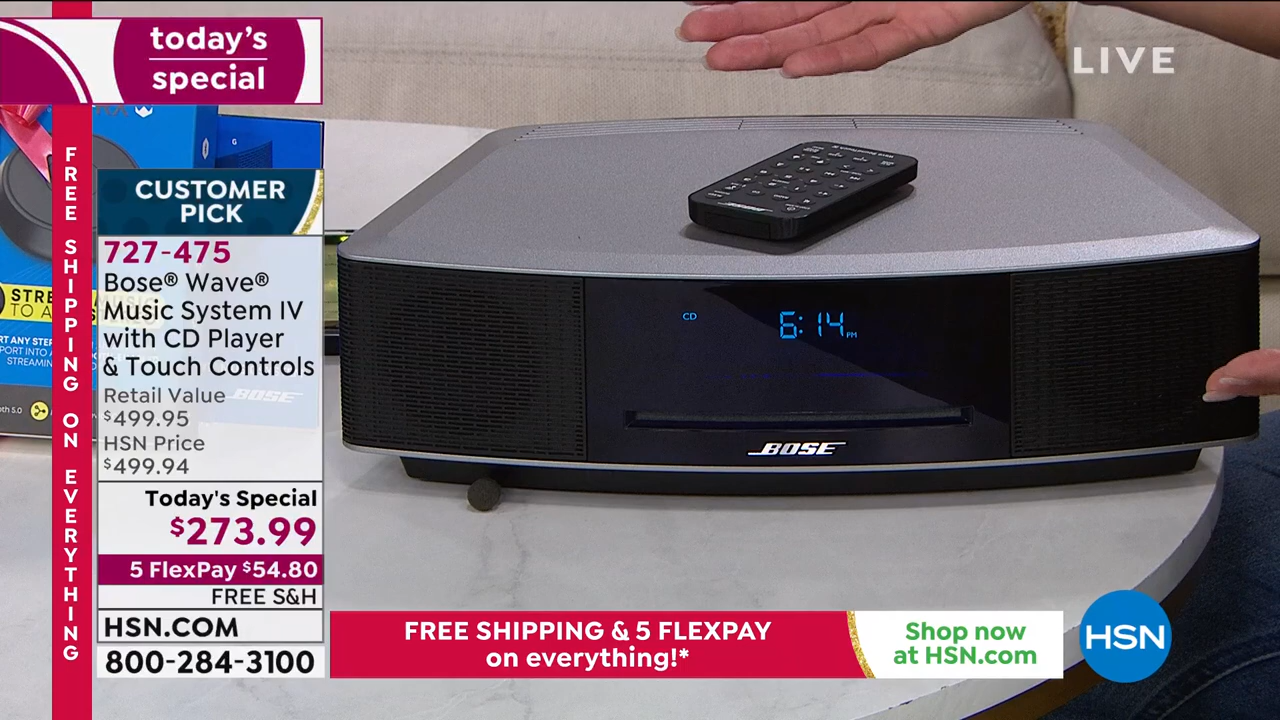 today's
special
LIVE
FREE SHIPPING ON EVERYTHING
CUSTOMER
PICK
727-475
Bose® Wave®
Music System IV
with CD Player
& Touch Controls
Retail Value
$499.95
HSN Price
$499.94
Today's Special
$273.99
5 FlexPay $54.80
FREE S&H
HSN.COM
800-284-3100
CD
6:14 PM
BOSE
BOSE
FREE SHIPPING & 5 FLEXPAY
on everything!*
Shop now
at HSN.com
HSN